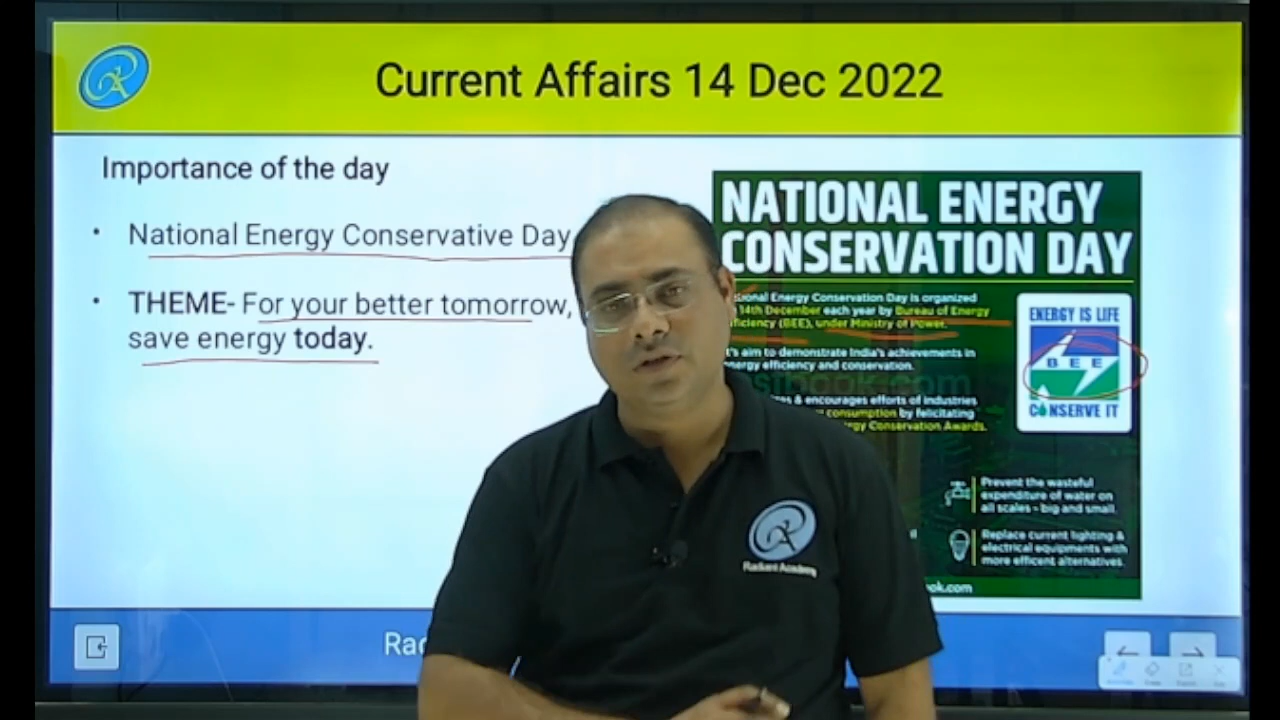 Current Affairs 14 Dec 2022
Importance of the day
• National Energy Conservative Day
• THEME- For your better tomorrow,
save energy today.
NATIONAL ENERGY
CONSERVATION DAY
Energy Conservation Day is organized
14th December each year by Bureau of Energy
(BEE), under Ministry of Power.
aim to demonstrate India's achievements in
efficiency and conservation.
& encourages efforts of industries
consumption by felicitating
Conservation Awards.
ENERGY IS LIFE
BEE
CONSERVE IT
Prevent the wasteful
expenditure of water on
all scales - big and small.
Replace current lighting &
electrical equipments with
more efficent alternatives.
Radiant Academy